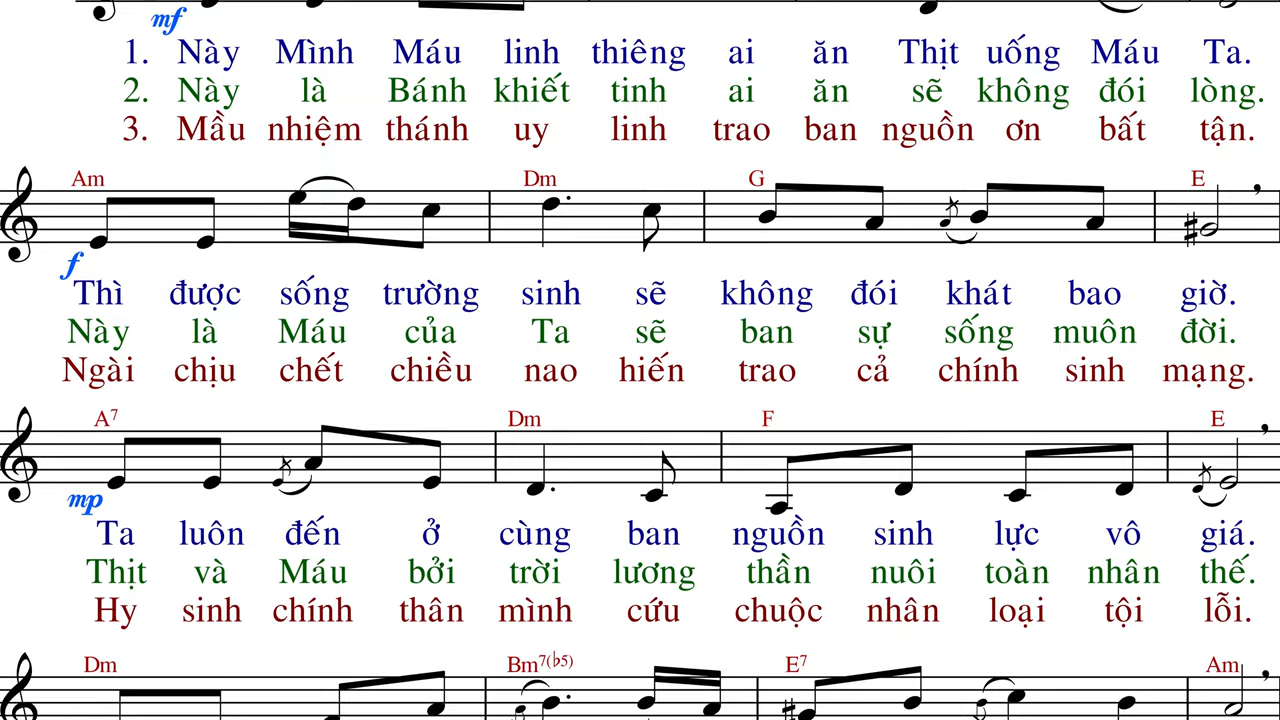 mf
1. Này Mình Máu linh thiêng ai ăn Thịt uống Máu Ta.
2. Này là Bánh khiết tinh ai ăn sẽ không đói lòng.
3. Mầu nhiệm thánh uy linh trao ban nguồn ơn bất tận.
Am Dm G E
f
Thì được sống trường sinh sẽ không đói khát bao giờ.
Này là Máu của Ta sẽ ban sự sống muôn đời.
Ngài chịu chết chiều nao hiến trao cả chính sinh mạng.
A7 Dm F E
mp
Ta luôn đến ở cùng ban nguồn sinh lực vô giá.
Thịt và Máu bởi trời lương thần nuôi toàn nhân thế.
Hy sinh chính thân mình cứu chuộc nhân loại tội lỗi.
Dm Bm7(♭5) E7 Am